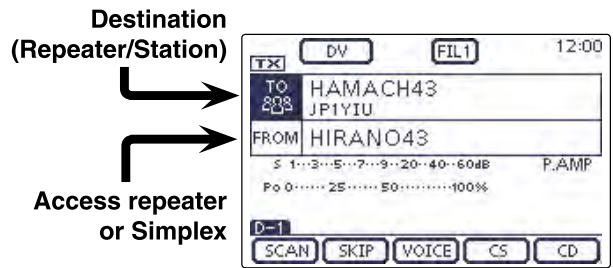 Destination
(Repeater/Station)
Access repeater
or Simplex
DV FIL1 12:00
TX
TO HAMACH43
JP1YIU
FROM HIRANO43
S 1···3···5···7···9···20···40···60dB P.AMP
Po 0······25······50··········100%
D-1
SCAN SKIP VOICE CS CD